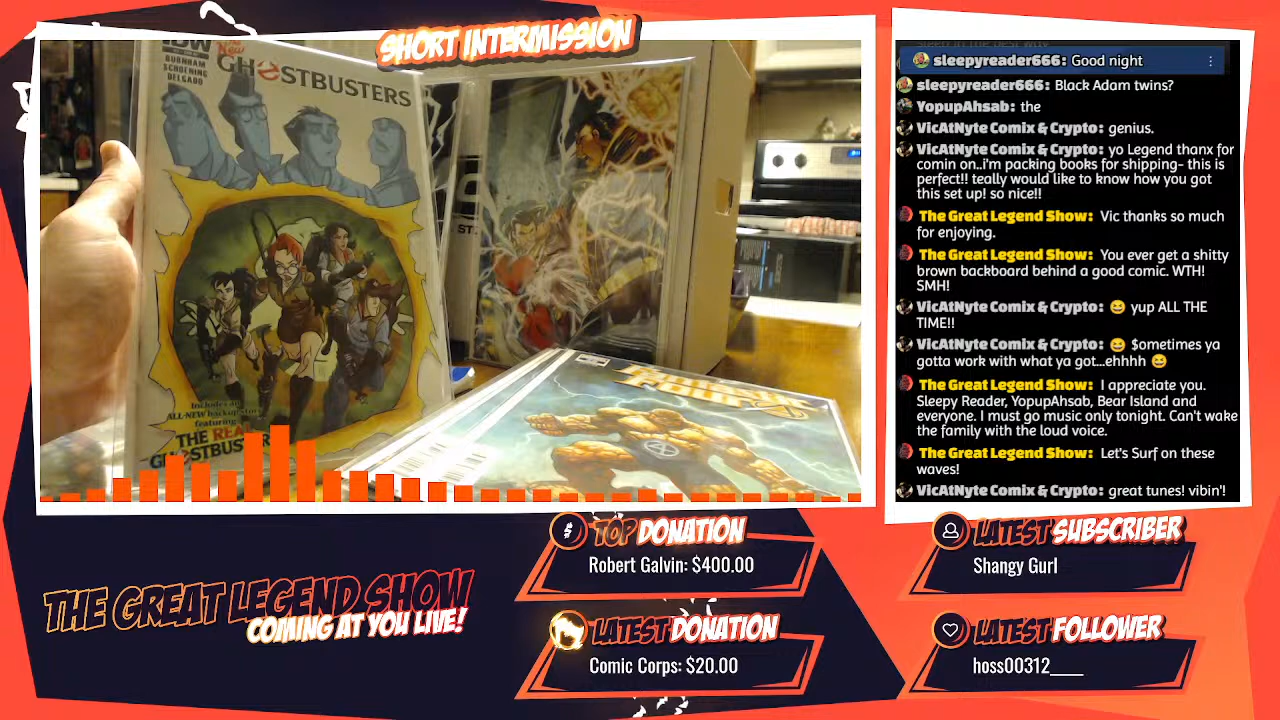 SHORT INTERMISSION
IDW
BURNHAM
SCHOENING
DELGADO
The New
GHOSTBUSTERS
Includes an
ALL-NEW backup story
featuring
THE REAL
GHOSTBUSTERS
ST.
sleepyreader666: Good night
sleepyreader666: Black Adam twins?
YopupAhsab: the
VicAtNyte Comix & Crypto: genius.
VicAtNyte Comix & Crypto: yo Legend thanx for
comin on..i'm packing books for shipping- this is
perfect!! teally would like to know how you got
this set up! so nice!!
The Great Legend Show: Vic thanks so much
for enjoying.
The Great Legend Show: You ever get a shitty
brown backboard behind a good comic. WTH!
SMH!
VicAtNyte Comix & Crypto: 😆 yup ALL THE
TIME!!
VicAtNyte Comix & Crypto: 😆 $ometimes ya
gotta work with what ya got...ehhhh 😆
The Great Legend Show: I appreciate you.
Sleepy Reader, YopupAhsab, Bear Island and
everyone. I must go music only tonight. Can't wake
the family with the loud voice.
The Great Legend Show: Let's Surf on these
waves!
VicAtNyte Comix & Crypto: great tunes! vibin'!
THE GREAT LEGEND SHOW
COMING AT YOU LIVE!
TOP DONATION
Robert Galvin: $400.00
LATEST DONATION
Comic Corps: $20.00
LATEST SUBSCRIBER
Shangy Gurl
LATEST FOLLOWER
hoss00312____